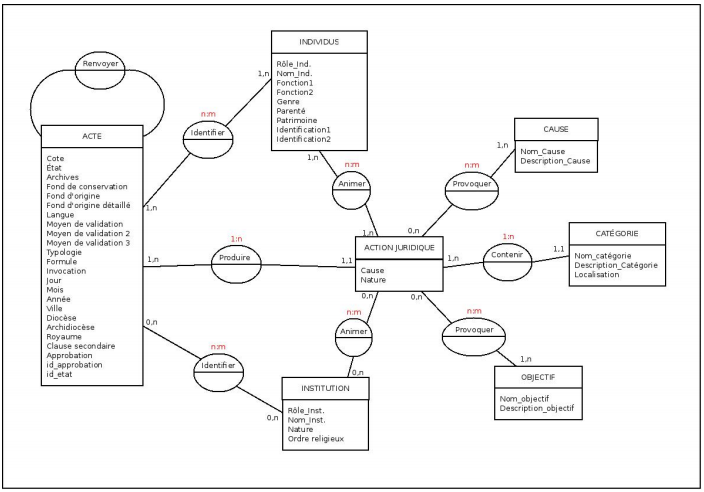 Renvoyer
INDIVIDUS
Rôle_Ind.
Nom_Ind.
Fonction1
Fonction2
Genre
Parenté
Patrimoine
Identification1
Identification2
1,n
n:m
Identifier
1,n
ACTE
Cote
État
Archives
Fond de conservation
Fond d'origine
Fond d'origine détaillé
Langue
Moyen de validation
Moyen de validation 2
Moyen de validation 3
Typologie
Formule
Invocation
Jour
Mois
Année
Ville
Diocèse
Archidiocèse
Royaume
Clause secondaire
Approbation
id_approbation
id_etat
1,n
n:m
Animer
1,n
CAUSE
Nom_Cause
Description_Cause
1,n
n:m
Provoquer
0,n
1,n
1:n
Produire
1,1
ACTION JURIDIQUE
Cause
Nature
1,n
1:n
Contenir
1,1
CATÉGORIE
Nom_catégorie
Description_Catégorie
Localisation
0,n
n:m
Animer
0,n
0,n
n:m
Provoquer
1,n
OBJECTIF
Nom_objectif
Description_objectif
0,n
n:m
Identifier
0,n
INSTITUTION
Rôle_Inst.
Nom_Inst.
Nature
Ordre religieux